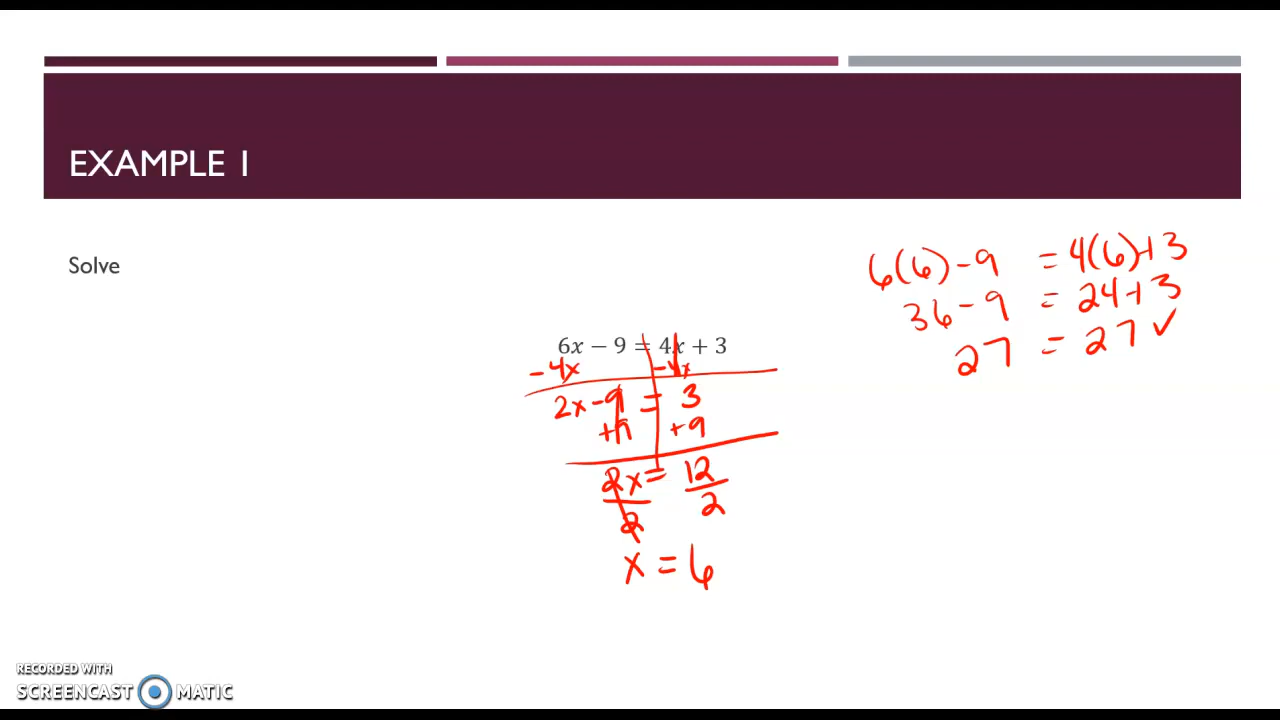 EXAMPLE 1
Solve
6x − 9 = 4x + 3
-4x -4x
2x - 9 = 3
+9 +9
2x = 12
2 2
x = 6
6(6) - 9 = 4(6) + 3
36 - 9 = 24 + 3
27 = 27 ✓
RECORDED WITH
SCREENCAST MATIC